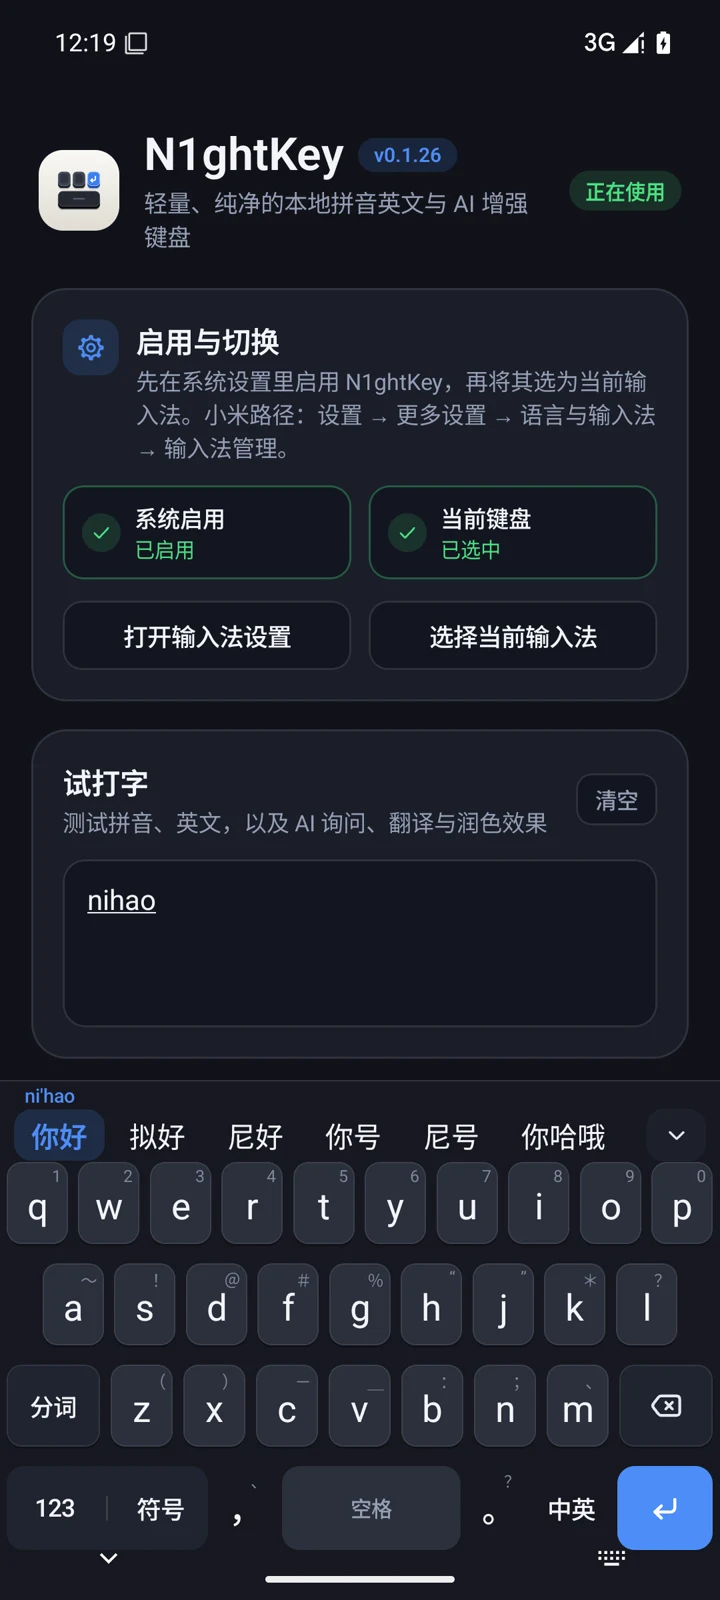 12:19
3G
N1ghtKey v0.1.26
轻量、纯净的本地拼音英文与 AI 增强
键盘
正在使用
启用与切换
先在系统设置里启用 N1ghtKey，再将其选为当前输
入法。小米路径：设置 → 更多设置 → 语言与输入法
→ 输入法管理。
系统启用
已启用
当前键盘
已选中
打开输入法设置
选择当前输入法
试打字
测试拼音、英文，以及 AI 询问、翻译与润色效果
清空
nihao
ni'hao
你好 拟好 尼好 你号 尼号 你哈哦
1 2 3 4 5 6 7 8 9 0
q w e r t y u i o p
～ ! @ # % “ ” * ?
a s d f g h j k l
( ) — __ : ; 、
分词 z x c v b n m
、 ?
123 符号 ， 空格 。 中英